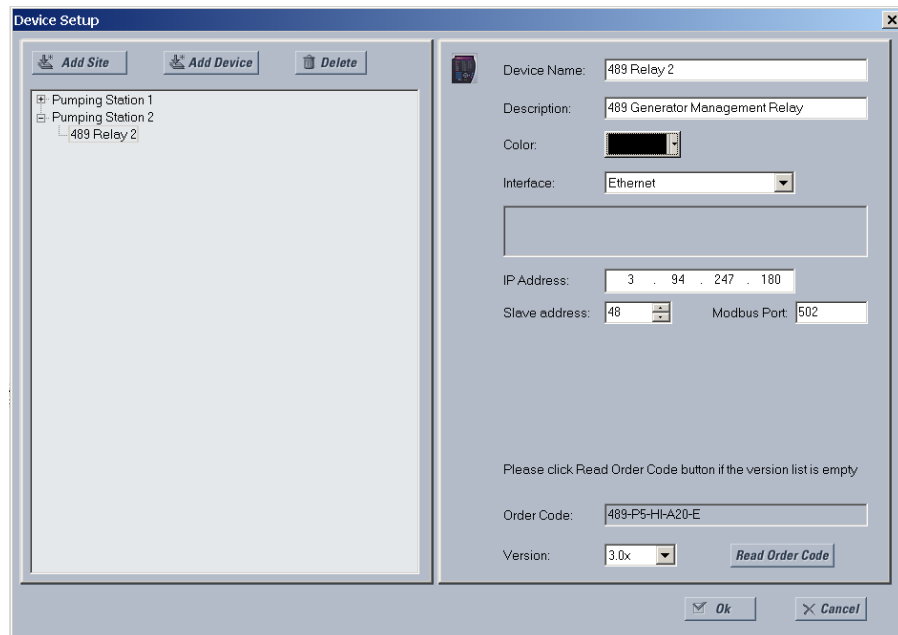 Device Setup
Add Site Add Device Delete
Pumping Station 1
Pumping Station 2
489 Relay 2
Device Name: 489 Relay 2
Description: 489 Generator Management Relay
Color:
Interface: Ethernet
IP Address: 3 . 94 . 247 . 180
Slave address: 48 Modbus Port: 502
Please click Read Order Code button if the version list is empty
Order Code: 489-P5-HI-A20-E
Version: 3.0x Read Order Code
Ok Cancel